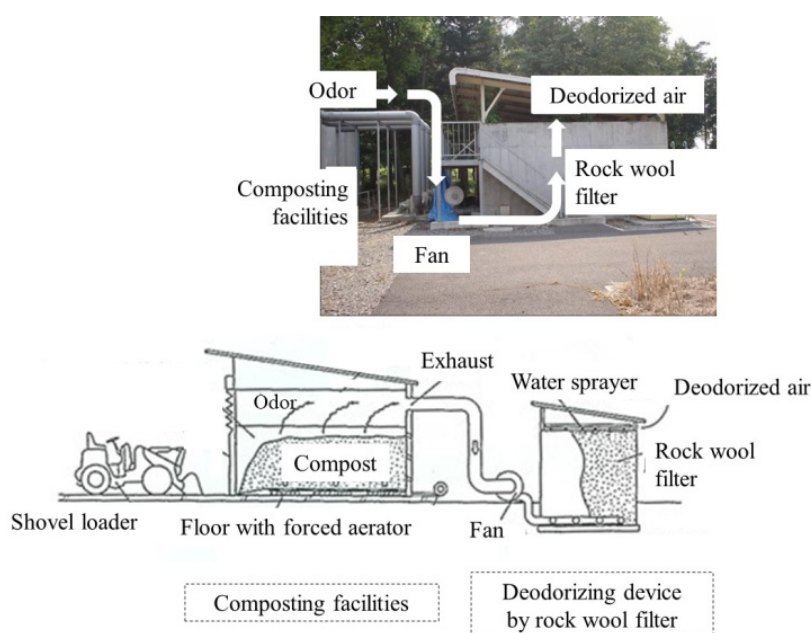 Odor
Deodorized air
Rock wool
filter
Composting
facilities
Fan
Exhaust
Water sprayer
Deodorized air
Odor
Rock wool
filter
Compost
Shovel loader
Floor with forced aerator
Fan
Composting facilities
Deodorizing device
by rock wool filter